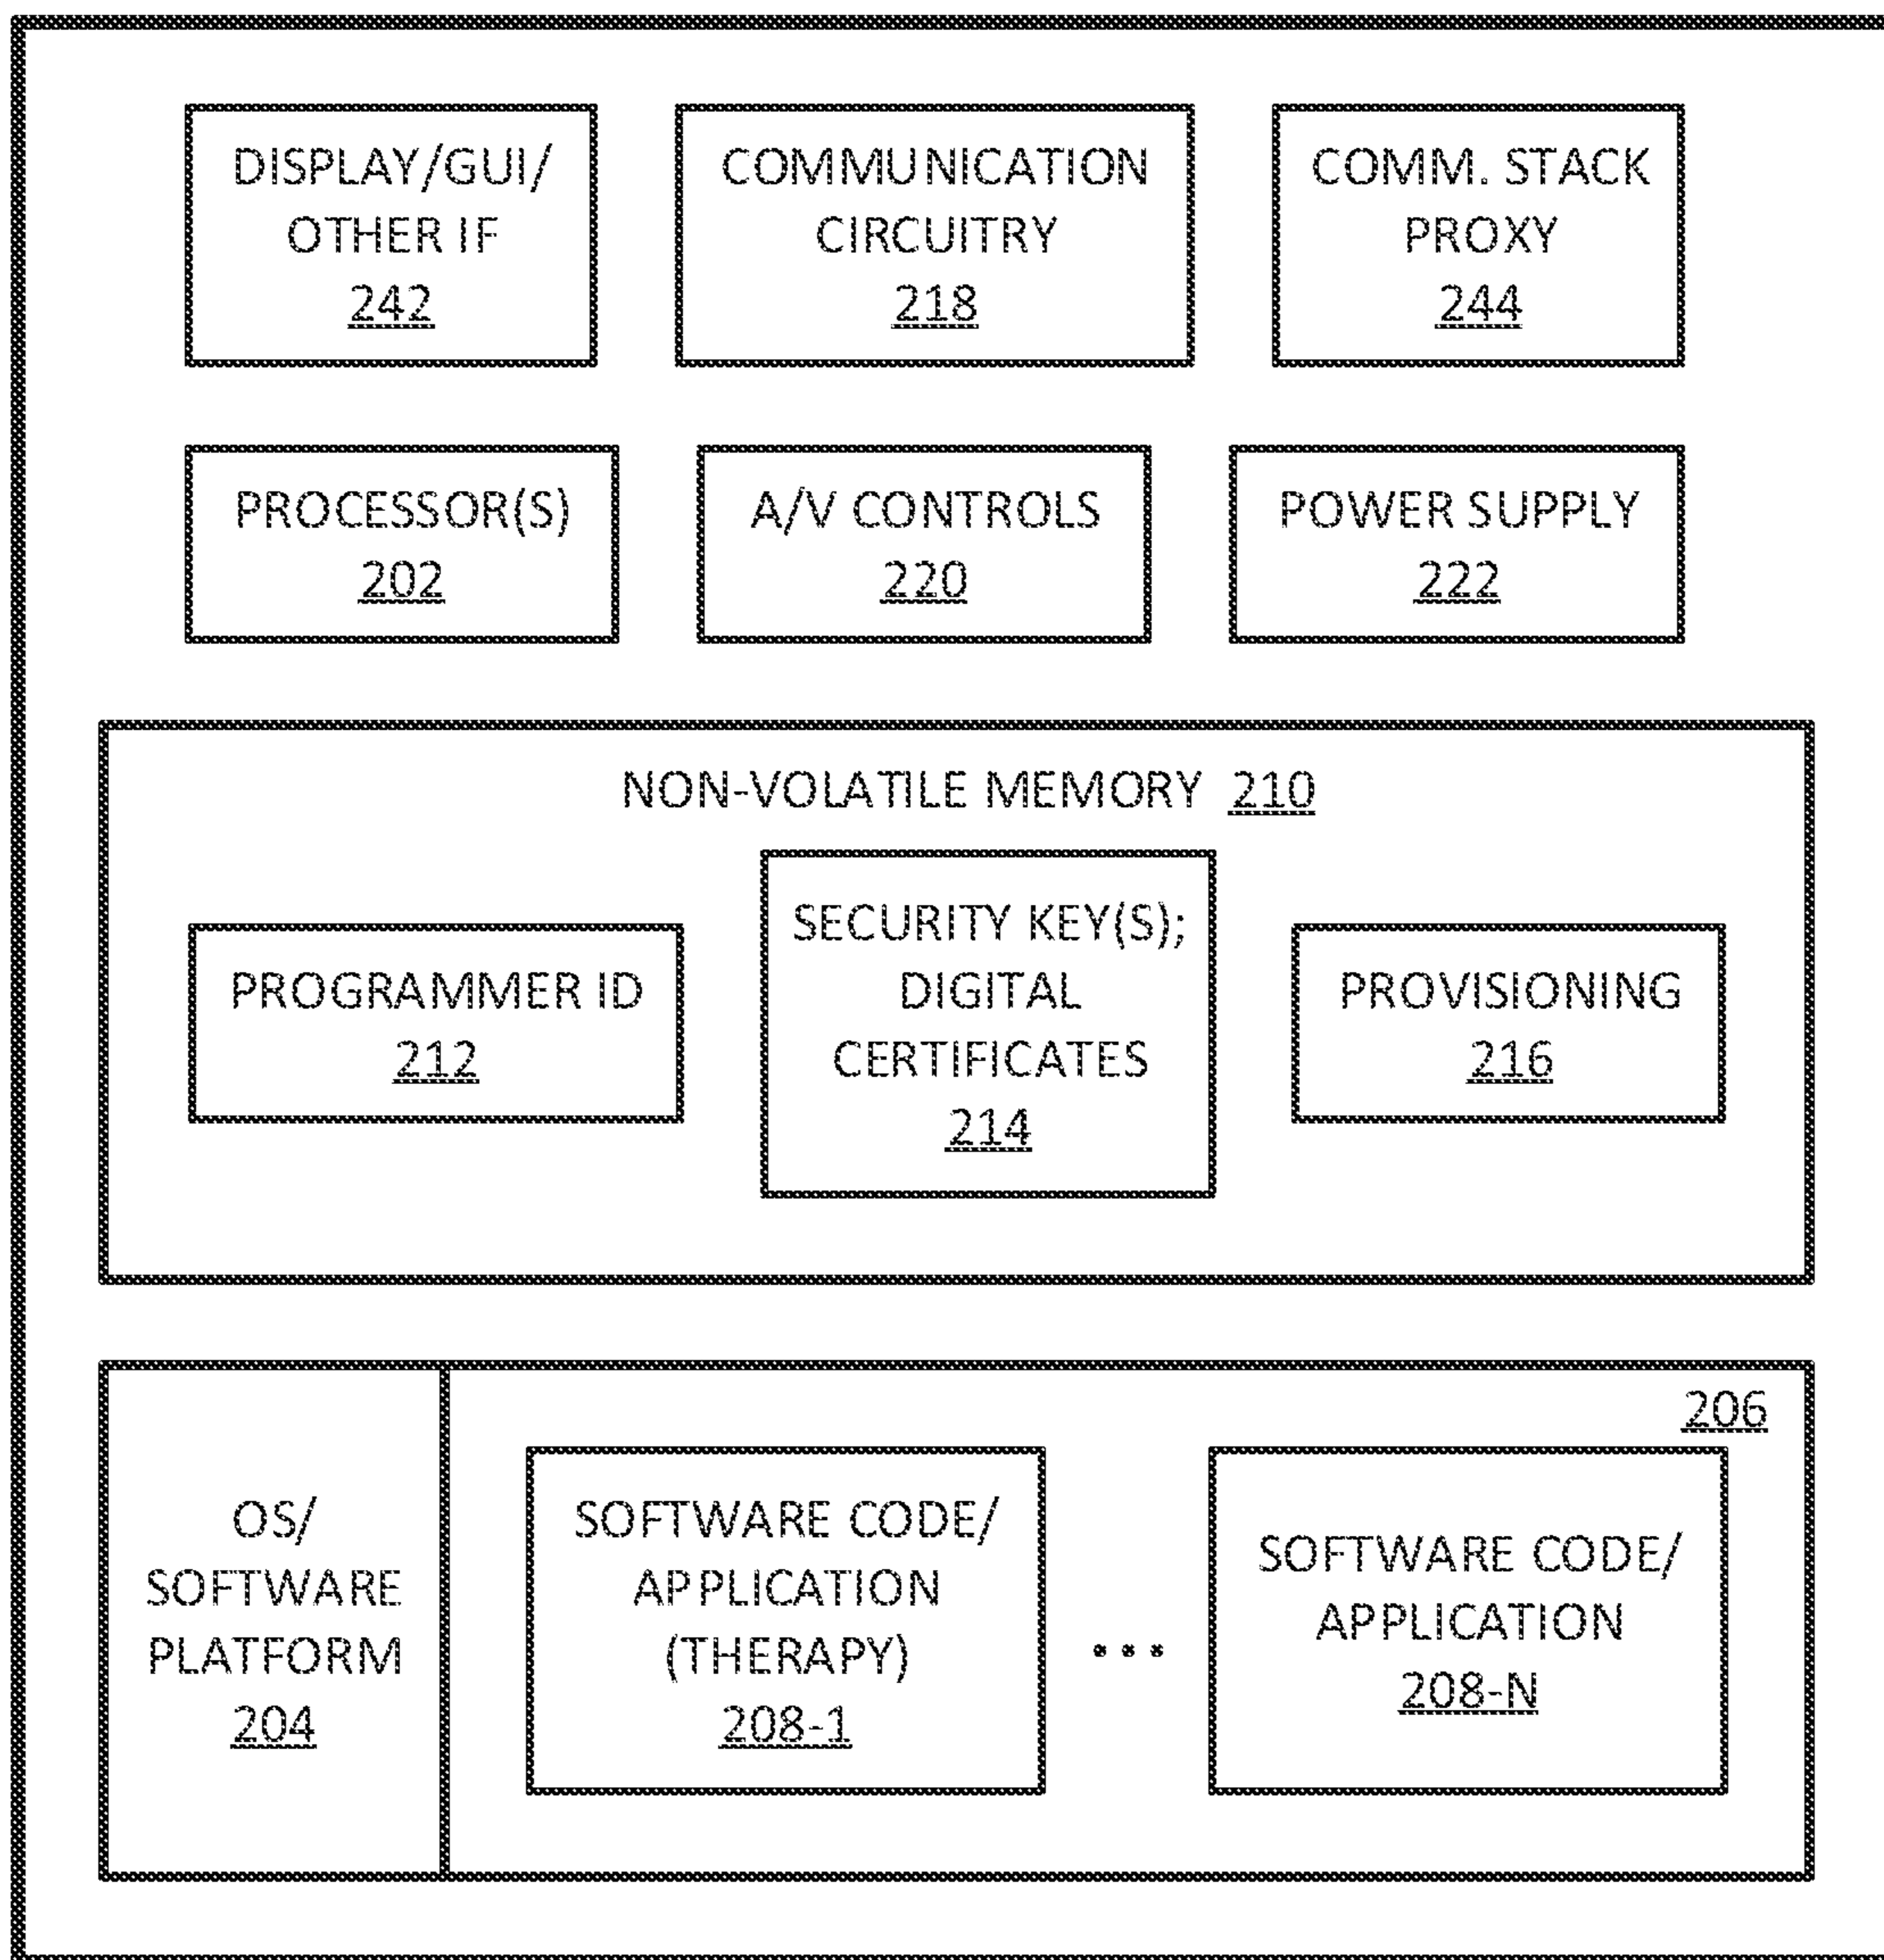 DISPLAY/GUI/
OTHER IF
242
COMMUNICATION
CIRCUITRY
218
COMM. STACK
PROXY
244
PROCESSOR(S)
202
A/V CONTROLS
220
POWER SUPPLY
222
NON-VOLATILE MEMORY 210
PROGRAMMER ID
212
SECURITY KEY(S);
DIGITAL
CERTIFICATES
214
PROVISIONING
216
OS/
SOFTWARE
PLATFORM
204
206
SOFTWARE CODE/
APPLICATION
(THERAPY)
208-1
...
SOFTWARE CODE/
APPLICATION
208-N